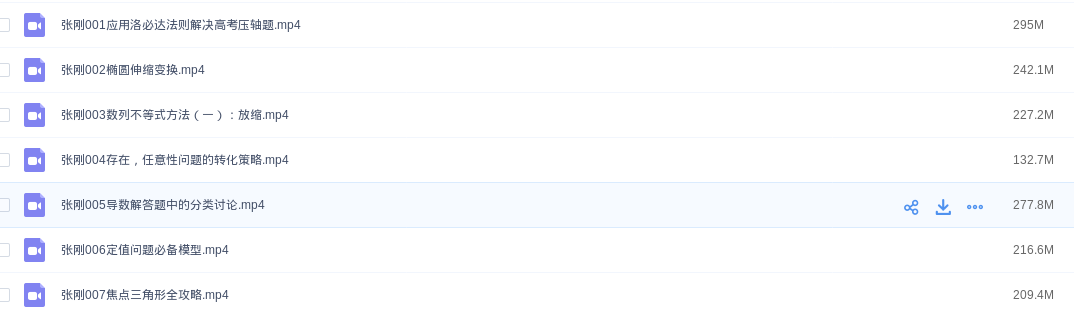 张刚001应用洛必达法则解决高考压轴题.mp4 295M
张刚002椭圆伸缩变换.mp4 242.1M
张刚003数列不等式方法（一）：放缩.mp4 227.2M
张刚004存在，任意性问题的转化策略.mp4 132.7M
张刚005导数解答题中的分类讨论.mp4 277.8M
张刚006定值问题必备模型.mp4 216.6M
张刚007焦点三角形全攻略.mp4 209.4M